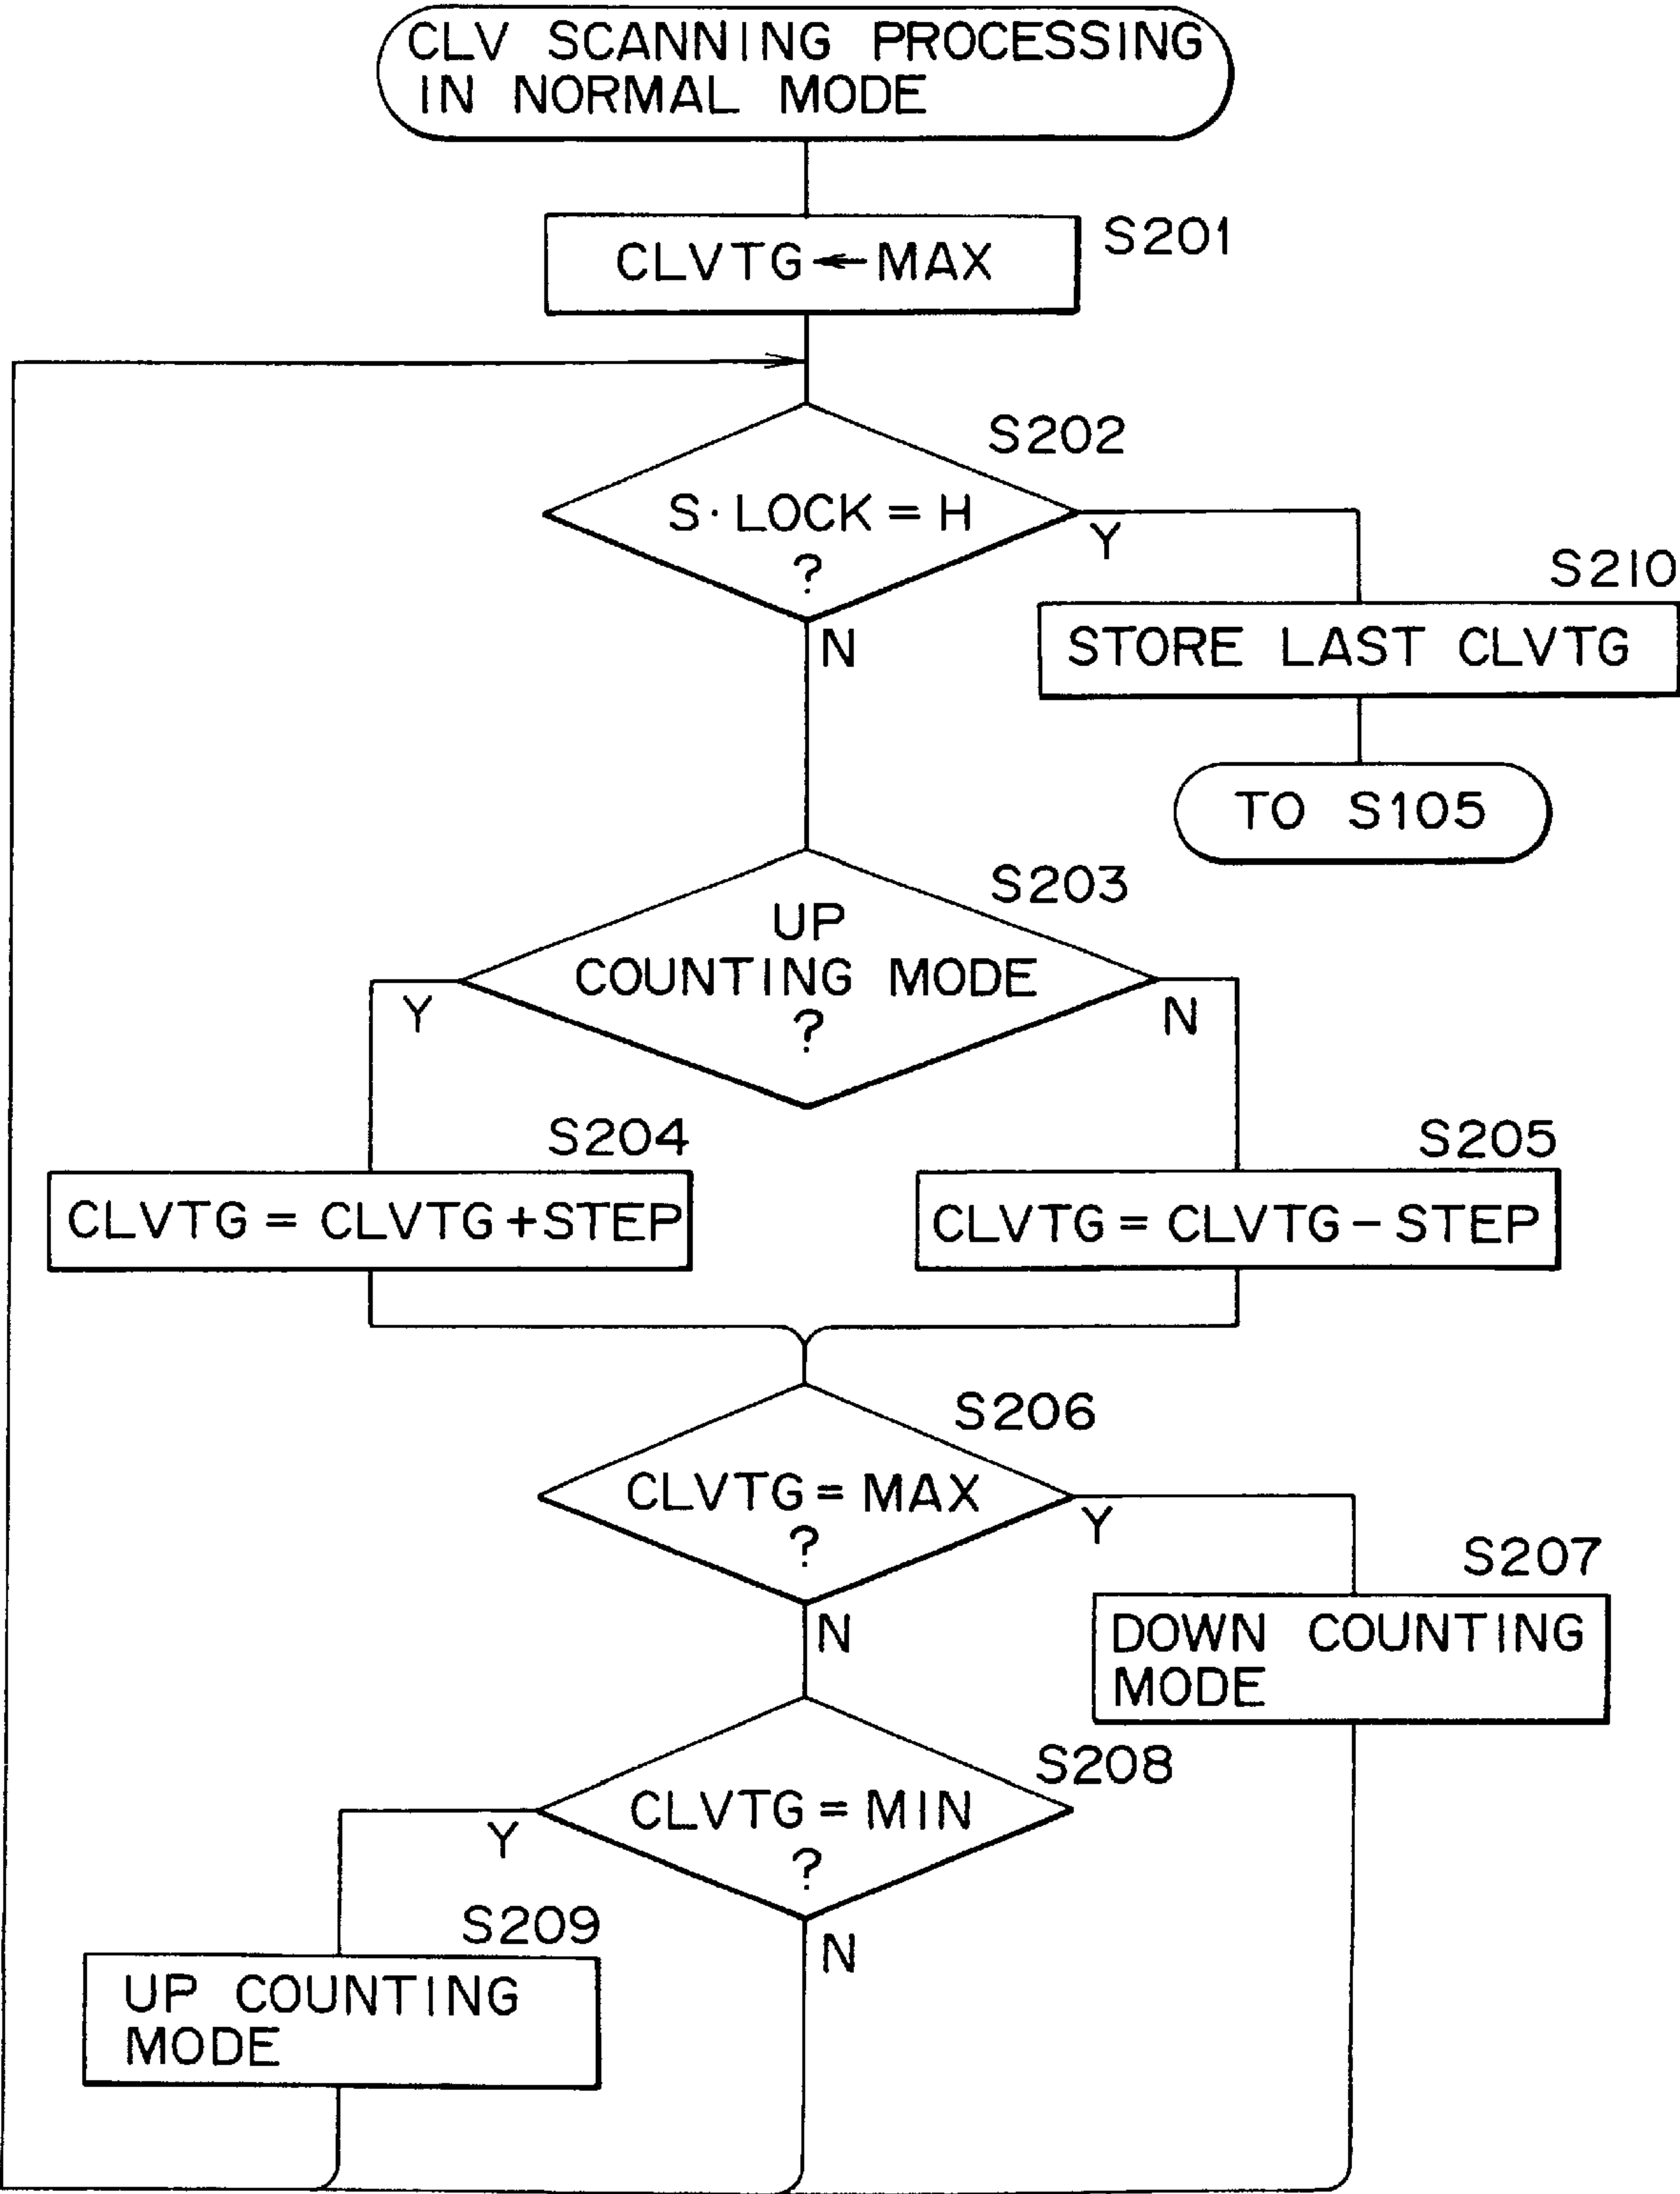 CLV SCANNING PROCESSING
IN NORMAL MODE
S201
CLVTG←MAX
S202
S·LOCK = H
?
Y
N
S210
STORE LAST CLVTG
TO S105
S203
UP
COUNTING MODE
?
Y
N
S204
CLVTG = CLVTG+STEP
S205
CLVTG = CLVTG-STEP
S206
CLVTG = MAX
?
Y
N
S207
DOWN COUNTING
MODE
S208
CLVTG = MIN
?
Y
N
S209
UP COUNTING
MODE